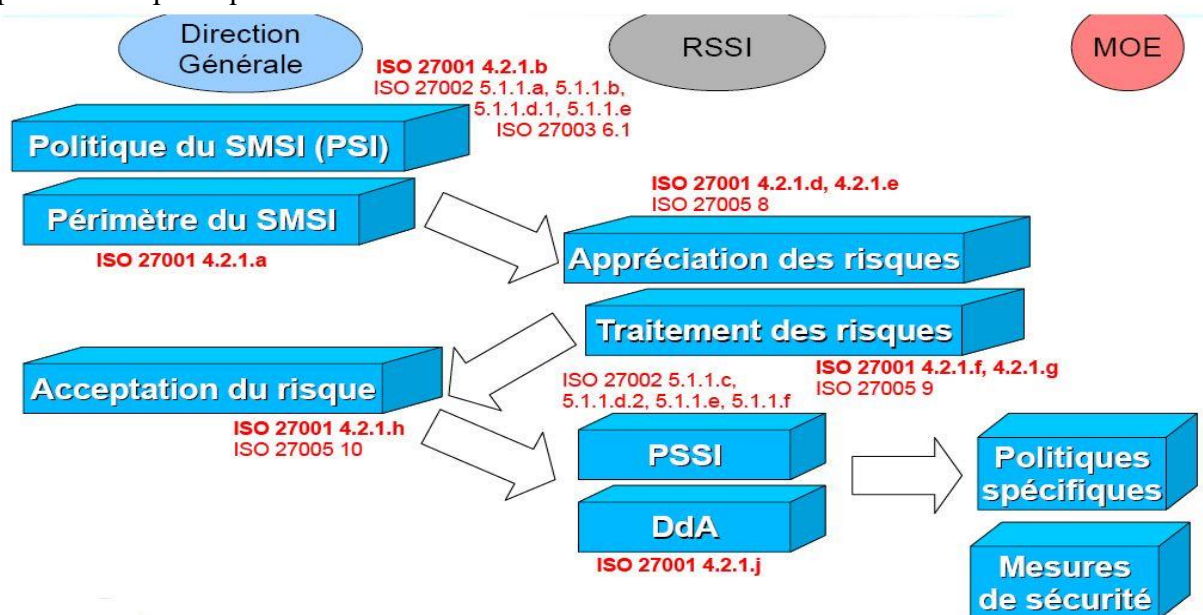 Direction
Générale
RSSI
MOE
ISO 27001 4.2.1.b
ISO 27002 5.1.1.a, 5.1.1.b,
5.1.1.d.1, 5.1.1.e
ISO 27003 6.1
Politique du SMSI (PSI)
Périmètre du SMSI
ISO 27001 4.2.1.a
ISO 27001 4.2.1.d, 4.2.1.e
ISO 27005 8
Appréciation des risques
Traitement des risques
ISO 27001 4.2.1.f, 4.2.1.g
ISO 27005 9
Acceptation du risque
ISO 27001 4.2.1.h
ISO 27005 10
ISO 27002 5.1.1.c,
5.1.1.d.2, 5.1.1.e, 5.1.1.f
PSSI
DdA
ISO 27001 4.2.1.j
Politiques
spécifiques
Mesures
de sécurité